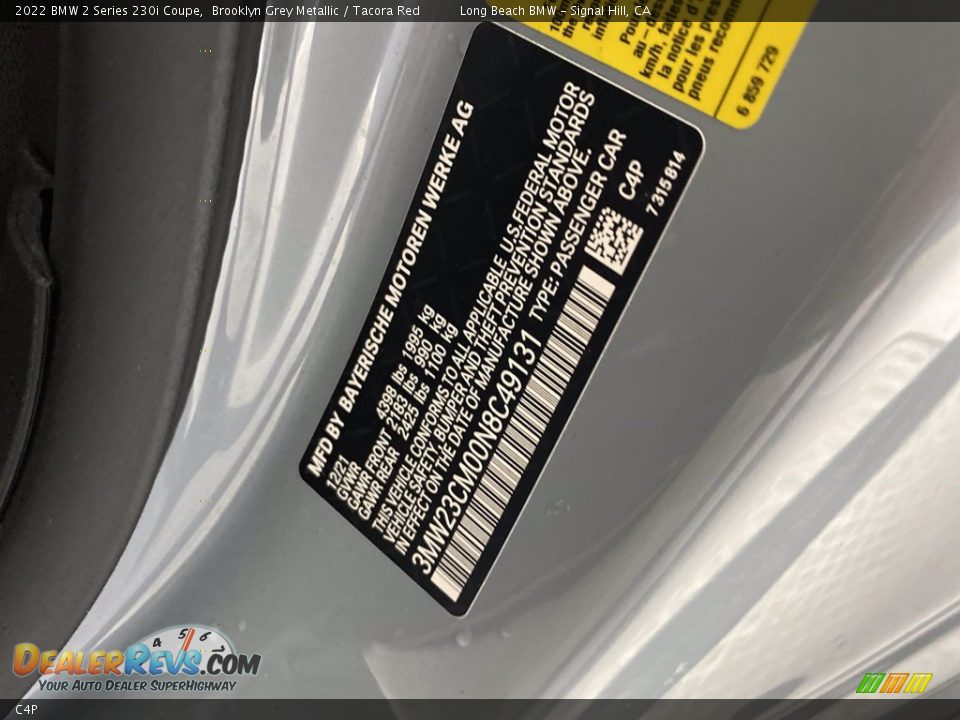 2022 BMW 2 Series 230i Coupe, Brooklyn Grey Metallic / Tacora Red Long Beach BMW - Signal Hill, CA
la notice d'
pour les pres
pneus recom
6 859 729
MFD BY BAYERISCHE MOTOREN WERKE AG
12/21
GVWR 4398 lbs 1995 kg
GAWR FRONT 2183 lbs 990 kg
GAWR REAR 2425 lbs 1100 kg
THIS VEHICLE CONFORMS TO ALL APPLICABLE U.S.FEDERAL MOTOR
VEHICLE SAFETY, BUMPER AND THEFT PREVENTION STANDARDS
IN EFFECT ON THE DATE OF MANUFACTURE SHOWN ABOVE.
3MW23CM00N8C49131 TYPE: PASSENGER CAR
C4P
7315814
4 5 6
DEALERREVS.COM
YOUR AUTO DEALER SUPERHIGHWAY
C4P